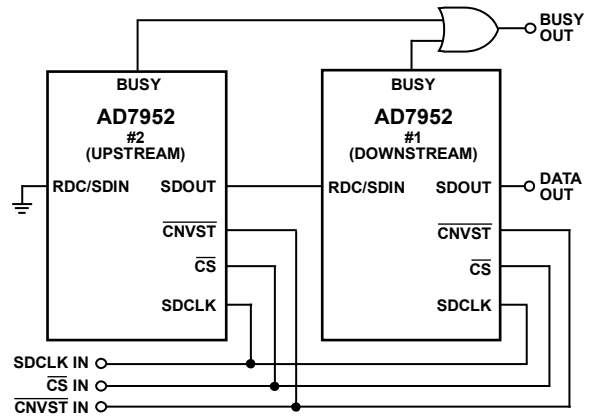 BUSY
OUT
BUSY
AD7952
#2
(UPSTREAM)
RDC/SDIN
SDOUT
CNVST
CS
SDCLK
BUSY
AD7952
#1
(DOWNSTREAM)
RDC/SDIN
SDOUT
CNVST
CS
SDCLK
DATA
OUT
SDCLK IN
CS IN
CNVST IN